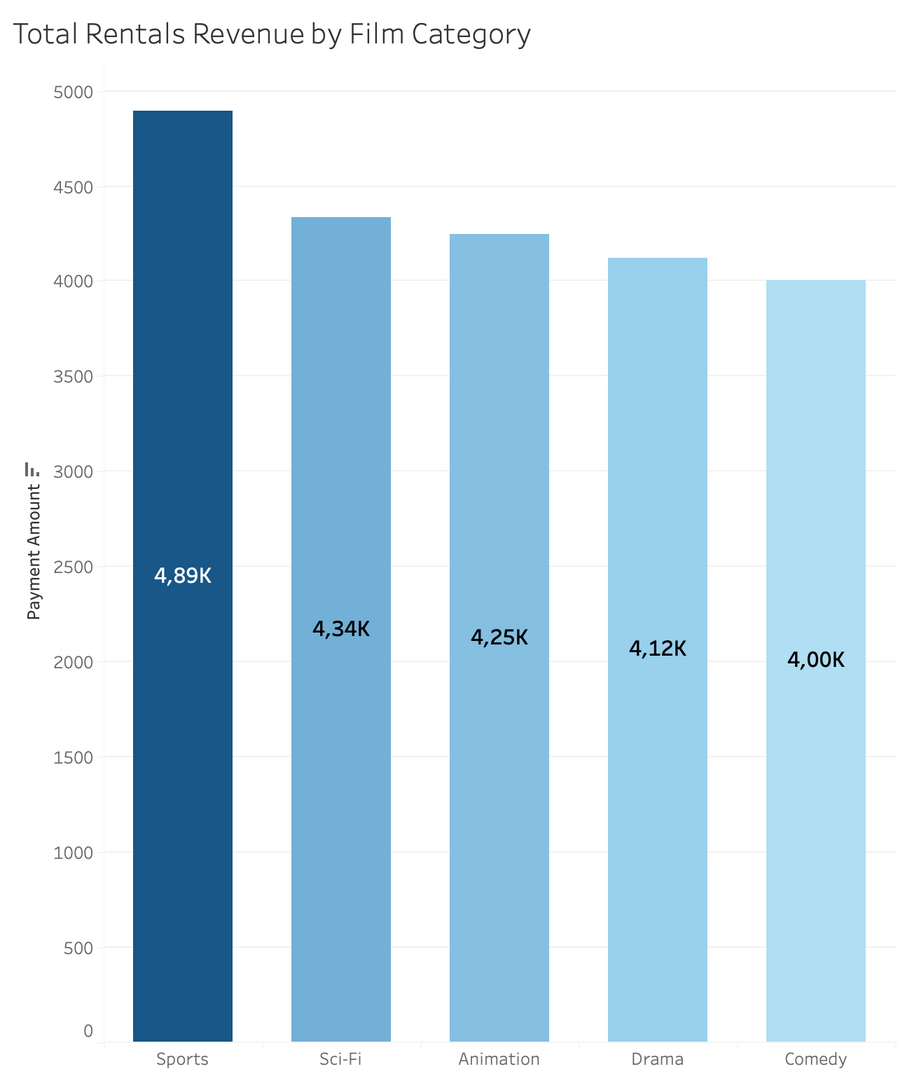 Total Rentals Revenue by Film Category
Payment Amount
5000
4500
4000
3500
3000
2500
2000
1500
1000
500
0
4,89K
4,34K
4,25K
4,12K
4,00K
Sports
Sci-Fi
Animation
Drama
Comedy